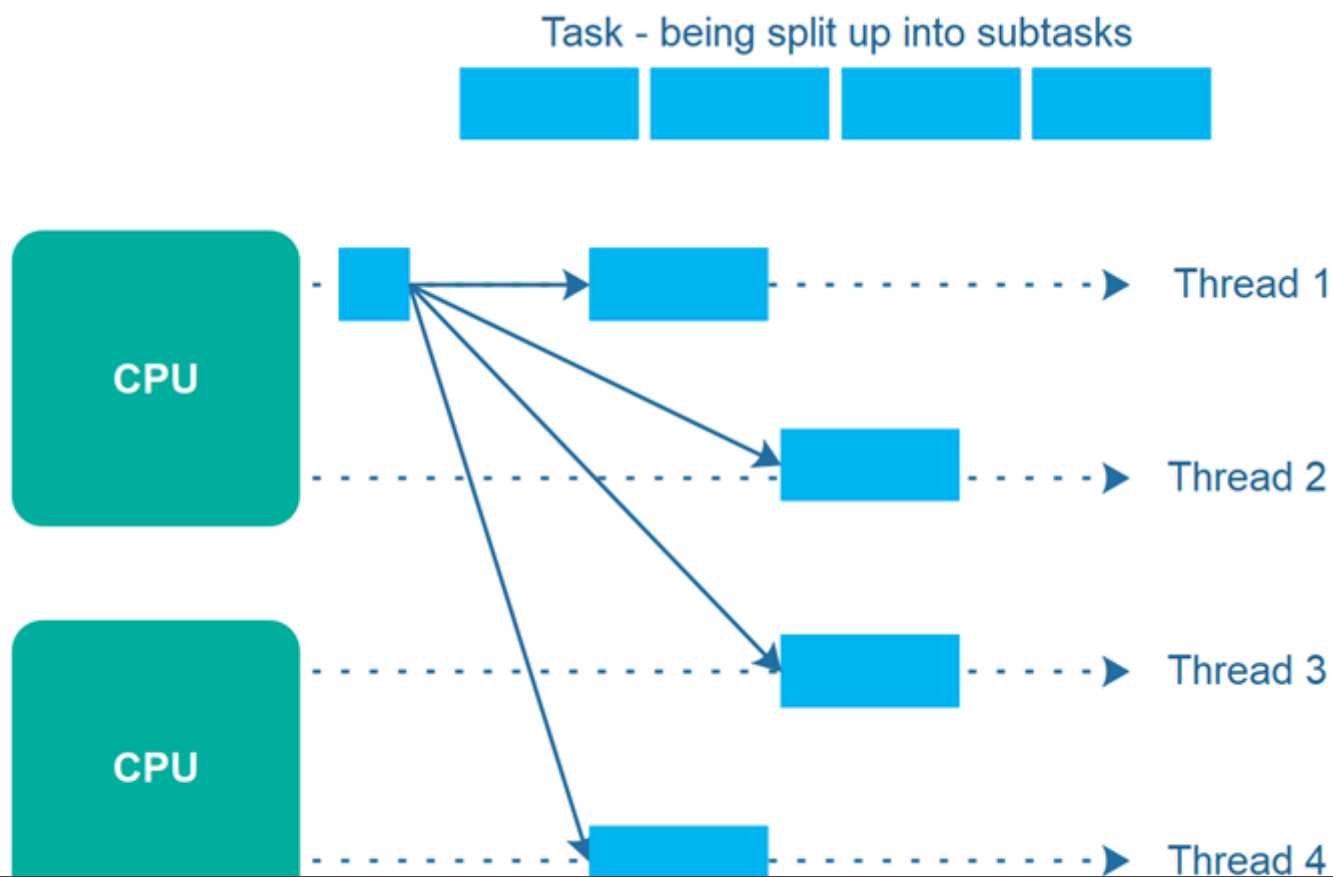 Task - being split up into subtasks
Thread 1
CPU
Thread 2
Thread 3
CPU
Thread 4